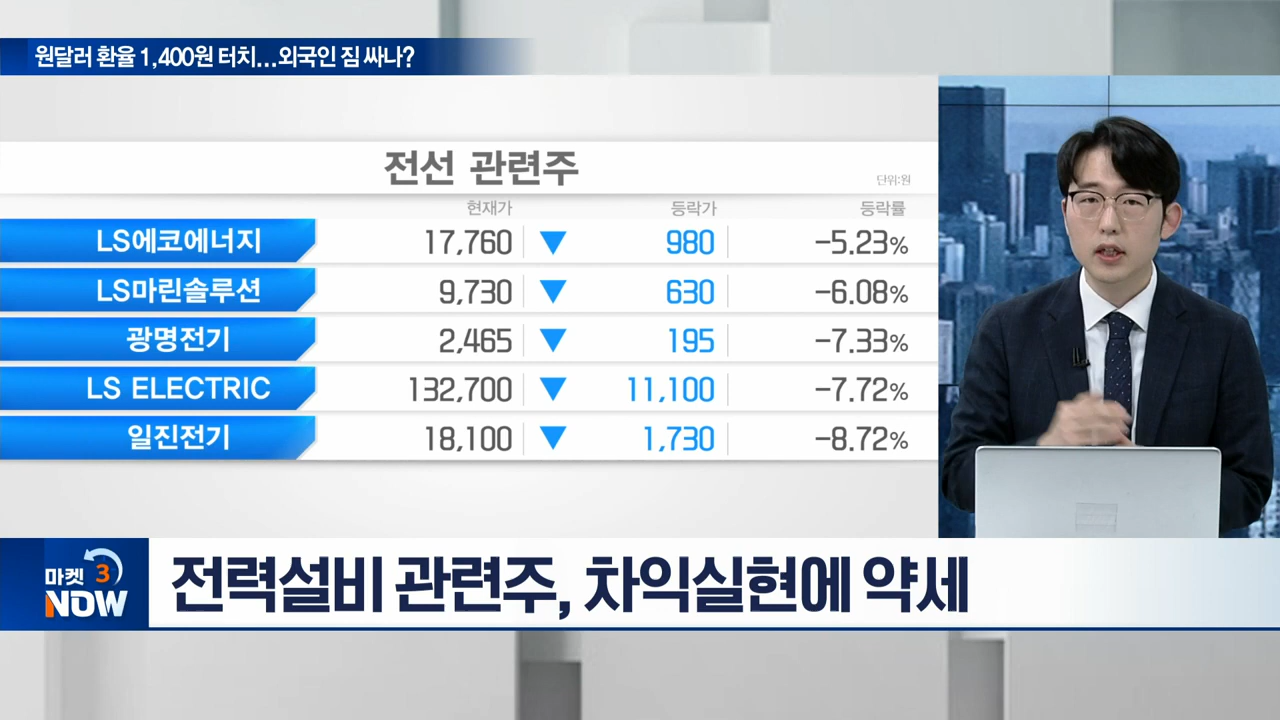 원달러 환율 1,400원 터치...외국인 짐 싸나?
전선 관련주
단위:원
현재가 등락가 등락률
LS에코에너지 17,760 ▼ 980 -5.23%
LS마린솔루션 9,730 ▼ 630 -6.08%
광명전기 2,465 ▼ 195 -7.33%
LS ELECTRIC 132,700 ▼ 11,100 -7.72%
일진전기 18,100 ▼ 1,730 -8.72%
마켓 3
NOW
전력설비 관련주, 차익실현에 약세